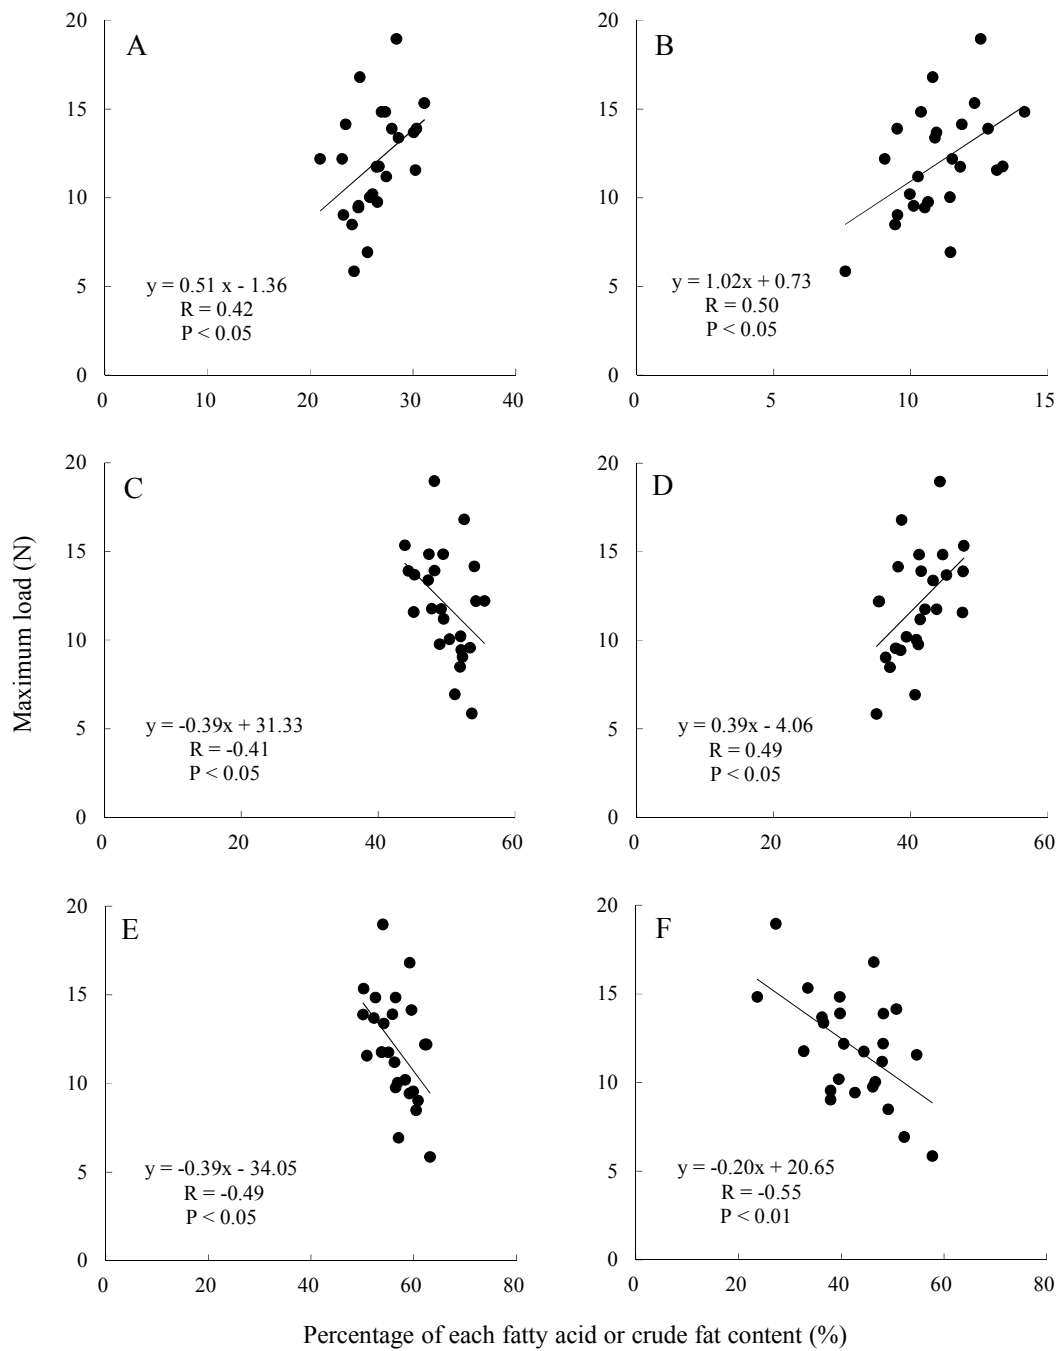 A
20
15
10
5
0
y = 0.51 x - 1.36
R = 0.42
P < 0.05
0 10 20 30 40
B
20
15
10
5
0
y = 1.02x + 0.73
R = 0.50
P < 0.05
0 5 10 15
C
20
15
10
5
0
y = -0.39x + 31.33
R = -0.41
P < 0.05
0 20 40 60
D
20
15
10
5
0
y = 0.39x - 4.06
R = 0.49
P < 0.05
0 20 40 60
Maximum load (N)
E
20
15
10
5
0
y = -0.39x - 34.05
R = -0.49
P < 0.05
0 20 40 60 80
F
20
15
10
5
0
y = -0.20x + 20.65
R = -0.55
P < 0.01
0 20 40 60 80
Percentage of each fatty acid or crude fat content (%)